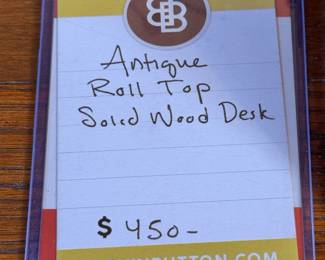 Antique
Roll Top
Solid Wood Desk
$ 450-